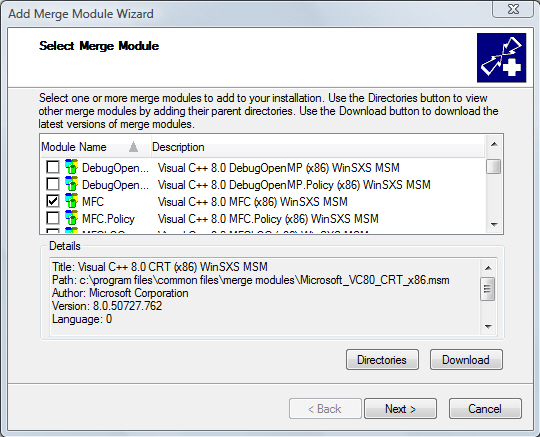 Add Merge Module Wizard
Select Merge Module
Select one or more merge modules to add to your installation. Use the Directories button to view
other merge modules by adding their parent directories. Use the Download button to download the
latest versions of merge modules.
Module Name Description
DebugOpen... Visual C++ 8.0 DebugOpenMP (x86) WinSXS MSM
DebugOpen... Visual C++ 8.0 DebugOpenMP.Policy (x86) WinSXS MSM
MFC Visual C++ 8.0 MFC (x86) WinSXS MSM
MFC.Policy Visual C++ 8.0 MFC.Policy (x86) WinSXS MSM
Details
Title: Visual C++ 8.0 CRT (x86) WinSXS MSM
Path: c:\program files\common files\merge modules\Microsoft_VC80_CRT_x86.msm
Author: Microsoft Corporation
Version: 8.0.50727.762
Language: 0
Directories Download
< Back Next > Cancel